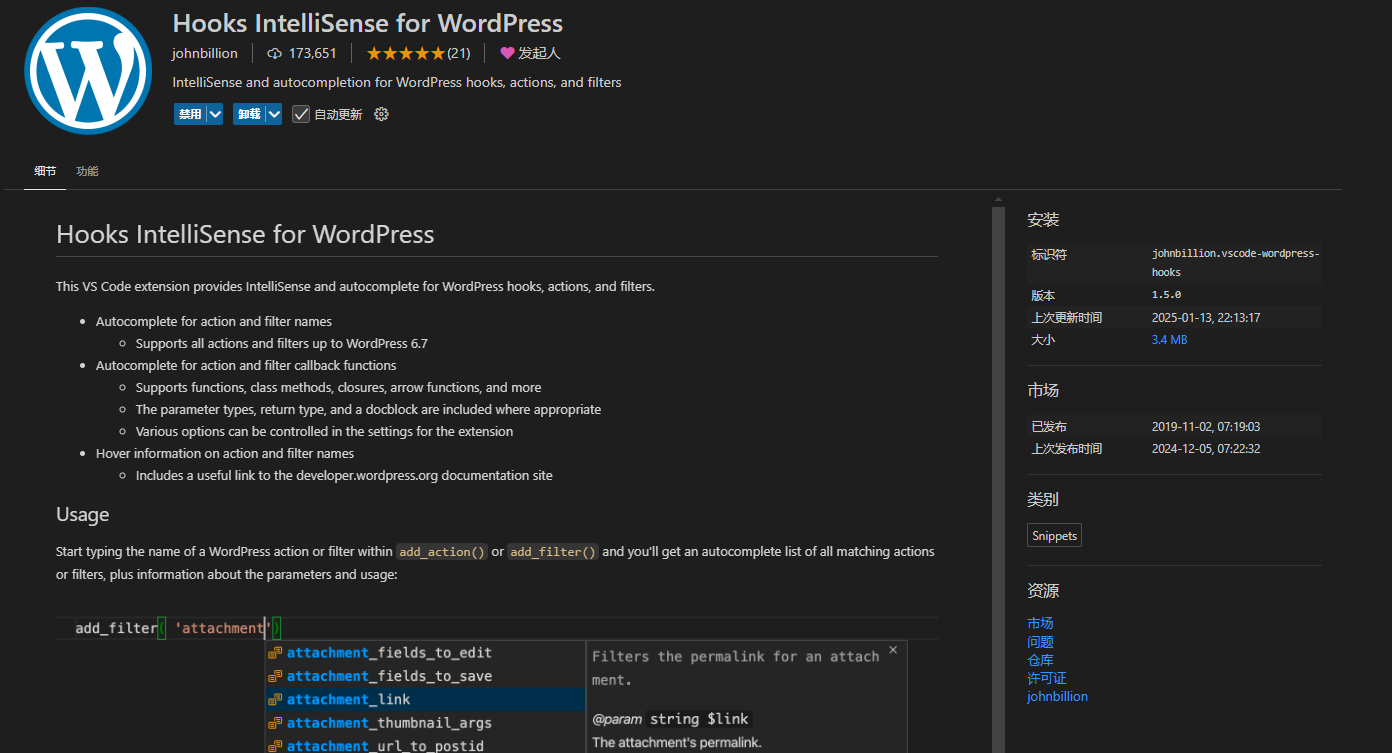 Hooks IntelliSense for WordPress
johnbillion 173,651 (21) 发起人
IntelliSense and autocompletion for WordPress hooks, actions, and filters
禁用 卸载 自动更新
细节 功能
Hooks IntelliSense for WordPress
This VS Code extension provides IntelliSense and autocomplete for WordPress hooks, actions, and filters.
Autocomplete for action and filter names
Supports all actions and filters up to WordPress 6.7
Autocomplete for action and filter callback functions
Supports functions, class methods, closures, arrow functions, and more
The parameter types, return type, and a docblock are included where appropriate
Various options can be controlled in the settings for the extension
Hover information on action and filter names
Includes a useful link to the developer.wordpress.org documentation site
Usage
Start typing the name of a WordPress action or filter within add_action() or add_filter() and you'll get an autocomplete list of all matching actions
or filters, plus information about the parameters and usage:
add_filter( 'attachment')
attachment_fields_to_edit
attachment_fields_to_save
attachment_link
attachment_thumbnail_args
attachment_url_to_postid
Filters the permalink for an attach
ment.
@param string $link
The attachment's permalink.
安装
标识符 johnbillion.vscode-wordpress-
hooks
版本 1.5.0
上次更新时间 2025-01-13, 22:13:17
大小 3.4 MB
市场
已发布 2019-11-02, 07:19:03
上次发布时间 2024-12-05, 07:22:32
类别
Snippets
资源
市场
问题
仓库
许可证
johnbillion